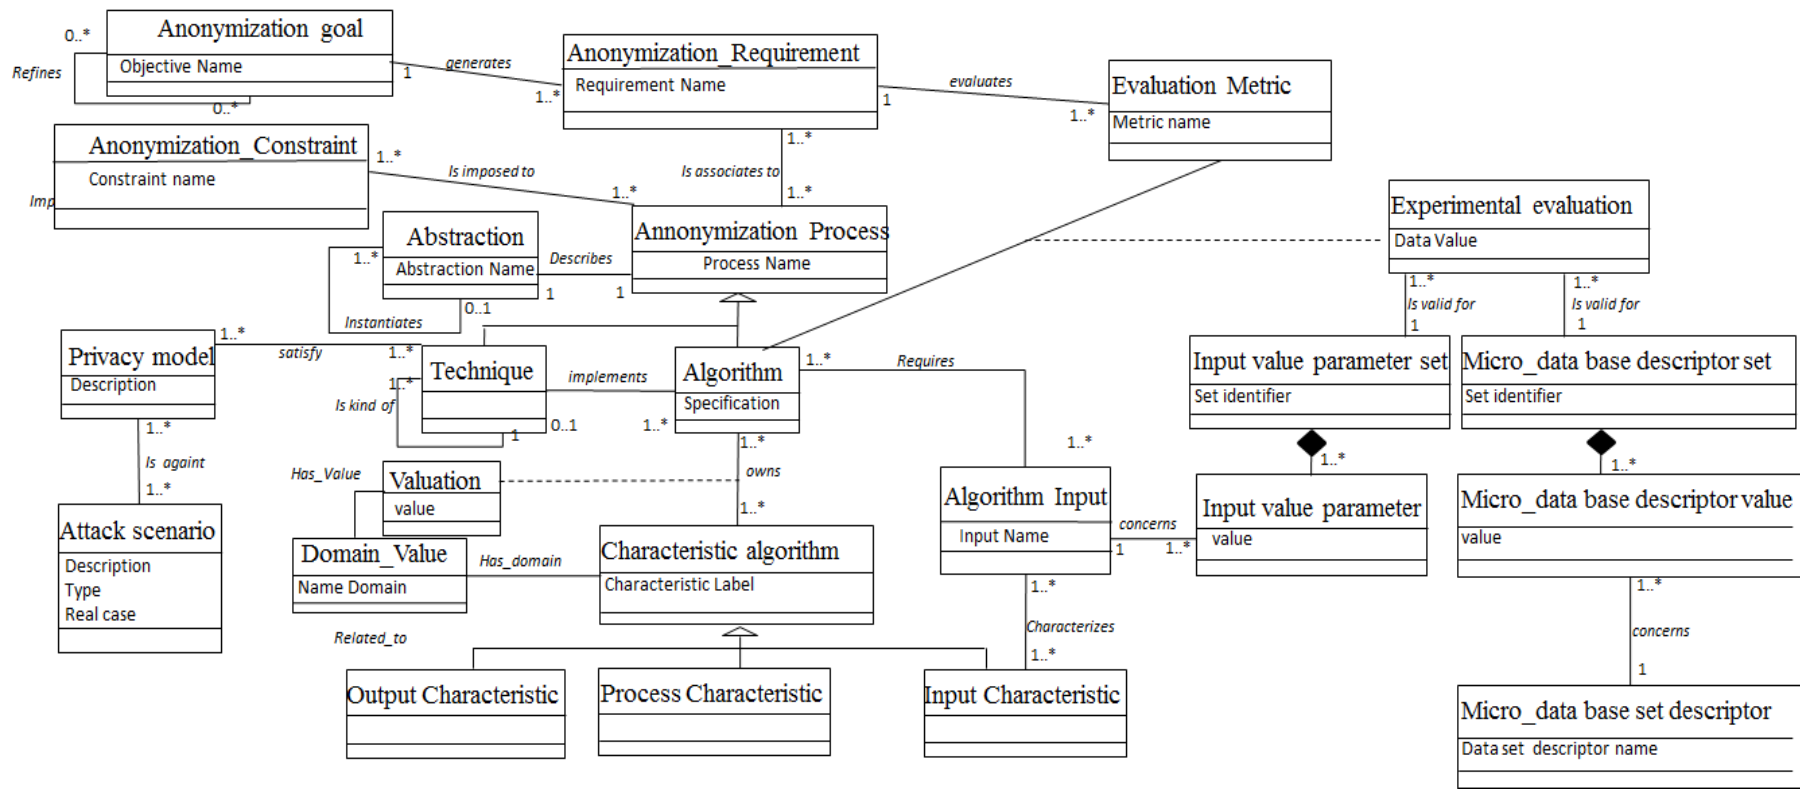 Anonymization goal
Objective Name
0..*
Refines
0..*
1
generates
1..*
Anonymization_Requirement
Requirement Name
1
evaluates
1..*
Evaluation Metric
Metric name
Anonymization_Constraint
Constraint name
Imp
1..*
Is imposed to
1..*
1..*
Is associates to
1..*
Annonymization Process
Process Name
Abstraction
Abstraction Name
1..*
Describes
1
1
0..1
Instantiates
Experimental evaluation
Data Value
1..*
Is valid for
1
1..*
Is valid for
1
Privacy model
Description
1..*
satisfy
1..*
Technique
1..*
Is kind of
1
implements
0..1
1..*
Algorithm
Specification
1..*
Requires
1..*
Input value parameter set
Set identifier
Micro_data base descriptor set
Set identifier
1..*
Is againt
1..*
Attack scenario
Description
Type
Real case
Has_Value
Valuation
value
1..*
owns
1..*
Domain_Value
Name Domain
Has_domain
Characteristic algorithm
Characteristic Label
Algorithm Input
Input Name
concerns
1
1..*
1..*
Input value parameter
value
1..*
Micro_data base descriptor value
value
1..*
Characterizes
1..*
1..*
concerns
1
Related_to
Output Characteristic
Process Characteristic
Input Characteristic
Micro_data base set descriptor
Data set descriptor name